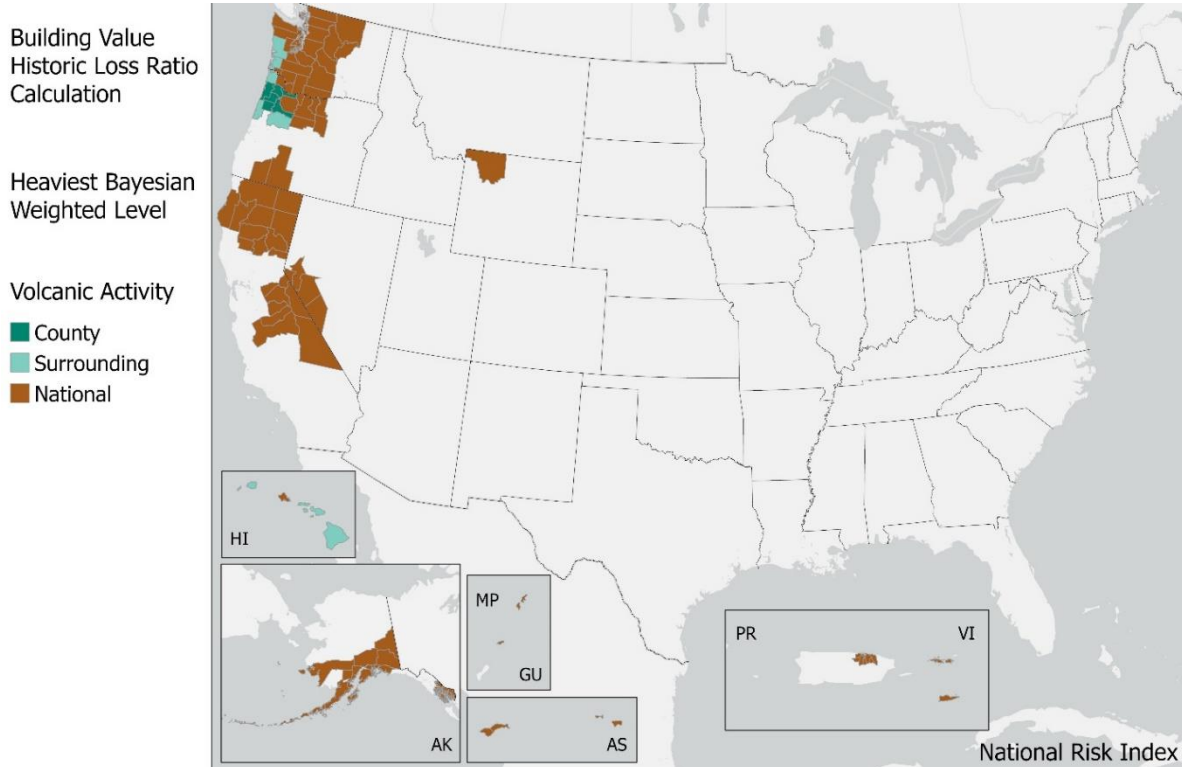 Building Value
Historic Loss Ratio
Calculation
Heaviest Bayesian
Weighted Level
Volcanic Activity
County
Surrounding
National
HI
AK
MP
GU
AS
PR
VI
National Risk Index